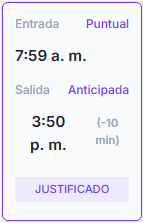 Entrada Puntual
7:59 a. m.
Salida Anticipada
3:50 (-10
p. m. min)
JUSTIFICADO